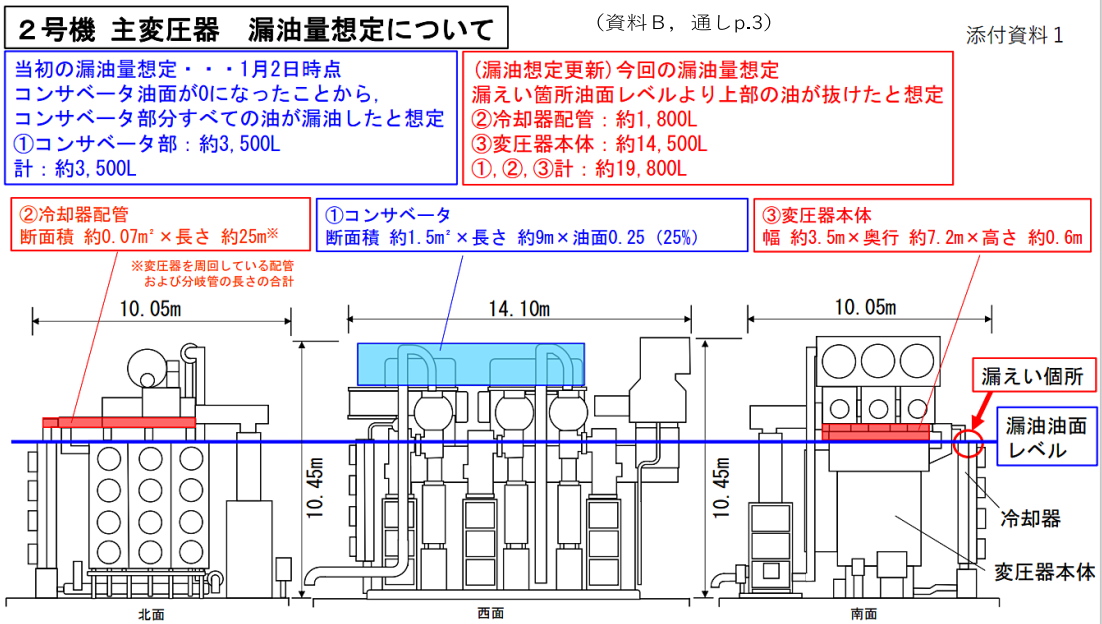 ２号機 主変圧器　漏油量想定について
（資料Ｂ，通しp.3）
添付資料１
当初の漏油量想定・・・1月2日時点
コンサベータ油面が0になったことから，
コンサベータ部分すべての油が漏油したと想定
①コンサベータ部：約3,500L
計：約3,500L
(漏油想定更新)今回の漏油量想定
漏えい箇所油面レベルより上部の油が抜けたと想定
②冷却器配管：約1,800L
③変圧器本体：約14,500L
①,②,③計：約19,800L
②冷却器配管
断面積 約0.07㎡×長さ 約25m※
※変圧器を周回している配管
および分岐管の長さの合計
①コンサベータ
断面積 約1.5㎡×長さ 約9m×油面0.25（25%）
③変圧器本体
幅 約3.5m×奥行 約7.2m×高さ 約0.6m
10.05m
14.10m
10.05m
10.45m
10.45m
漏えい個所
漏油油面
レベル
冷却器
変圧器本体
北面
西面
南面